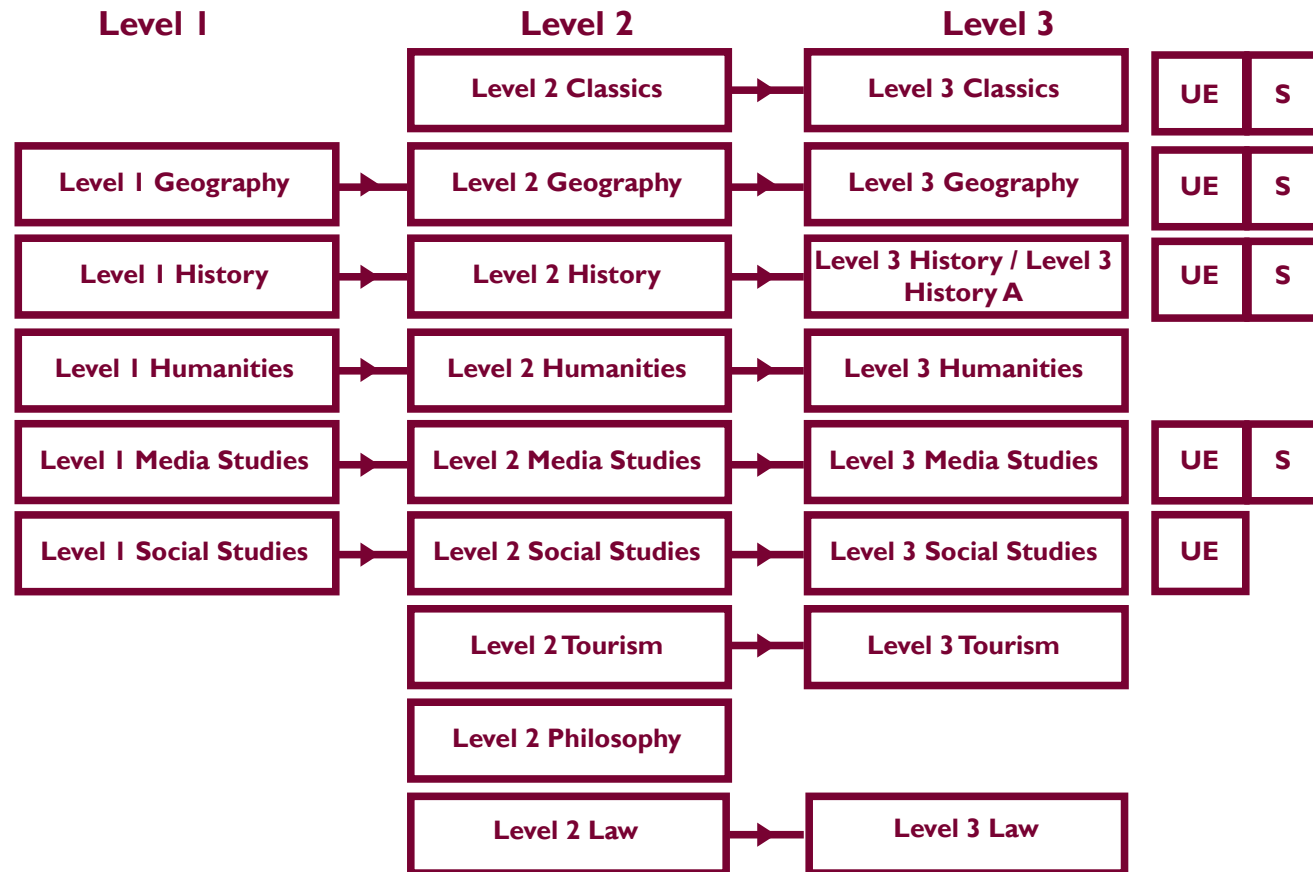 Level 1
Level 2
Level 3
Level 2 Classics
Level 3 Classics
UE
S
Level 1 Geography
Level 2 Geography
Level 3 Geography
UE
S
Level 1 History
Level 2 History
Level 3 History / Level 3
History A
UE
S
Level 1 Humanities
Level 2 Humanities
Level 3 Humanities
Level 1 Media Studies
Level 2 Media Studies
Level 3 Media Studies
UE
S
Level 1 Social Studies
Level 2 Social Studies
Level 3 Social Studies
UE
Level 2 Tourism
Level 3 Tourism
Level 2 Philosophy
Level 2 Law
Level 3 Law